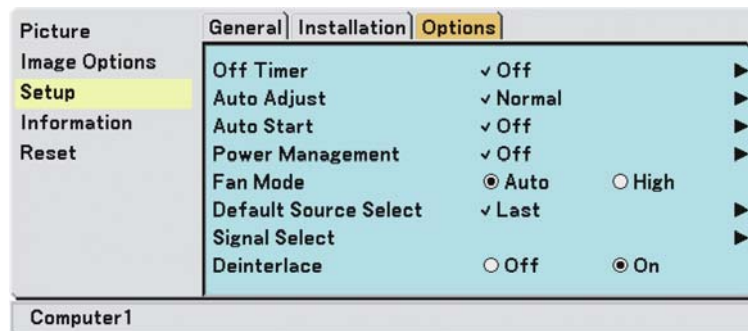 Picture
Image Options
Setup
Information
Reset
General Installation Options
Off Timer ✓ Off
Auto Adjust ✓ Normal
Auto Start ✓ Off
Power Management ✓ Off
Fan Mode Auto High
Default Source Select ✓ Last
Signal Select
Deinterlace Off On
Computer1